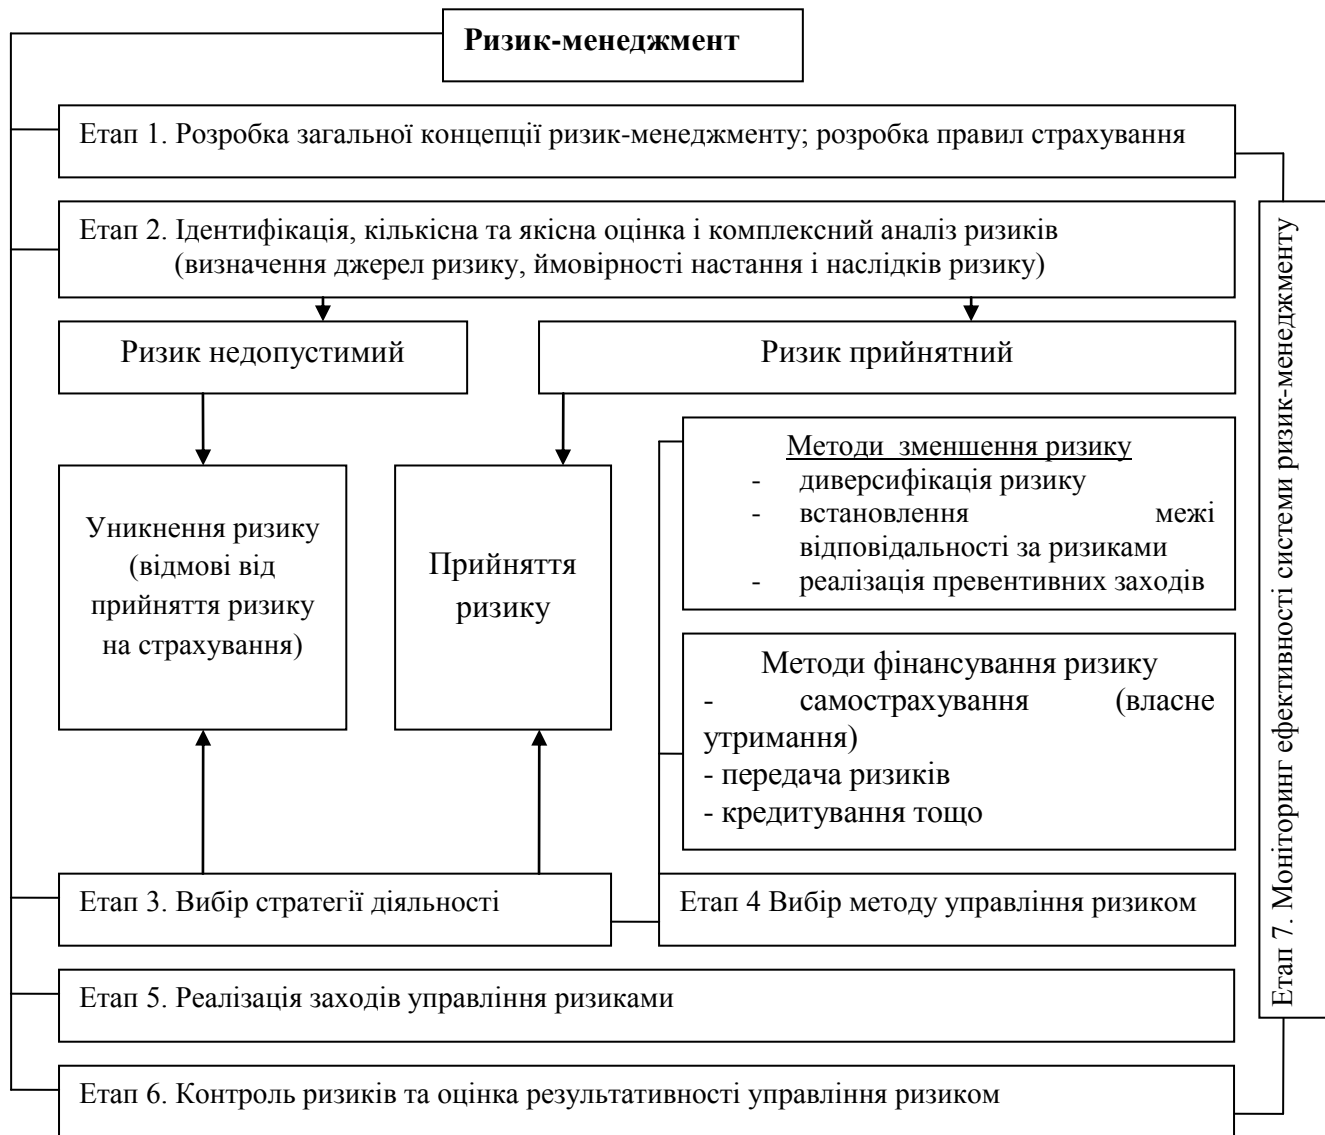 Ризик-менеджмент
Етап 1. Розробка загальної концепції ризик-менеджменту; розробка правил страхування
Етап 2. Ідентифікація, кількісна та якісна оцінка і комплексний аналіз ризиків
(визначення джерел ризику, ймовірності настання і наслідків ризику)
Ризик недопустимий
Ризик прийнятний
Уникнення ризику
(відмові від
прийняття ризику
на страхування)
Прийняття
ризику
Методи зменшення ризику
- диверсифікація ризику
- встановлення межі
відповідальності за ризиками
- реалізація превентивних заходів
Методи фінансування ризику
- самострахування (власне
утримання)
- передача ризиків
- кредитування тощо
Етап 3. Вибір стратегії діяльності
Етап 4 Вибір методу управління ризиком
Етап 5. Реалізація заходів управління ризиками
Етап 6. Контроль ризиків та оцінка результативності управління ризиком
Етап 7. Моніторинг ефективності системи ризик-менеджменту